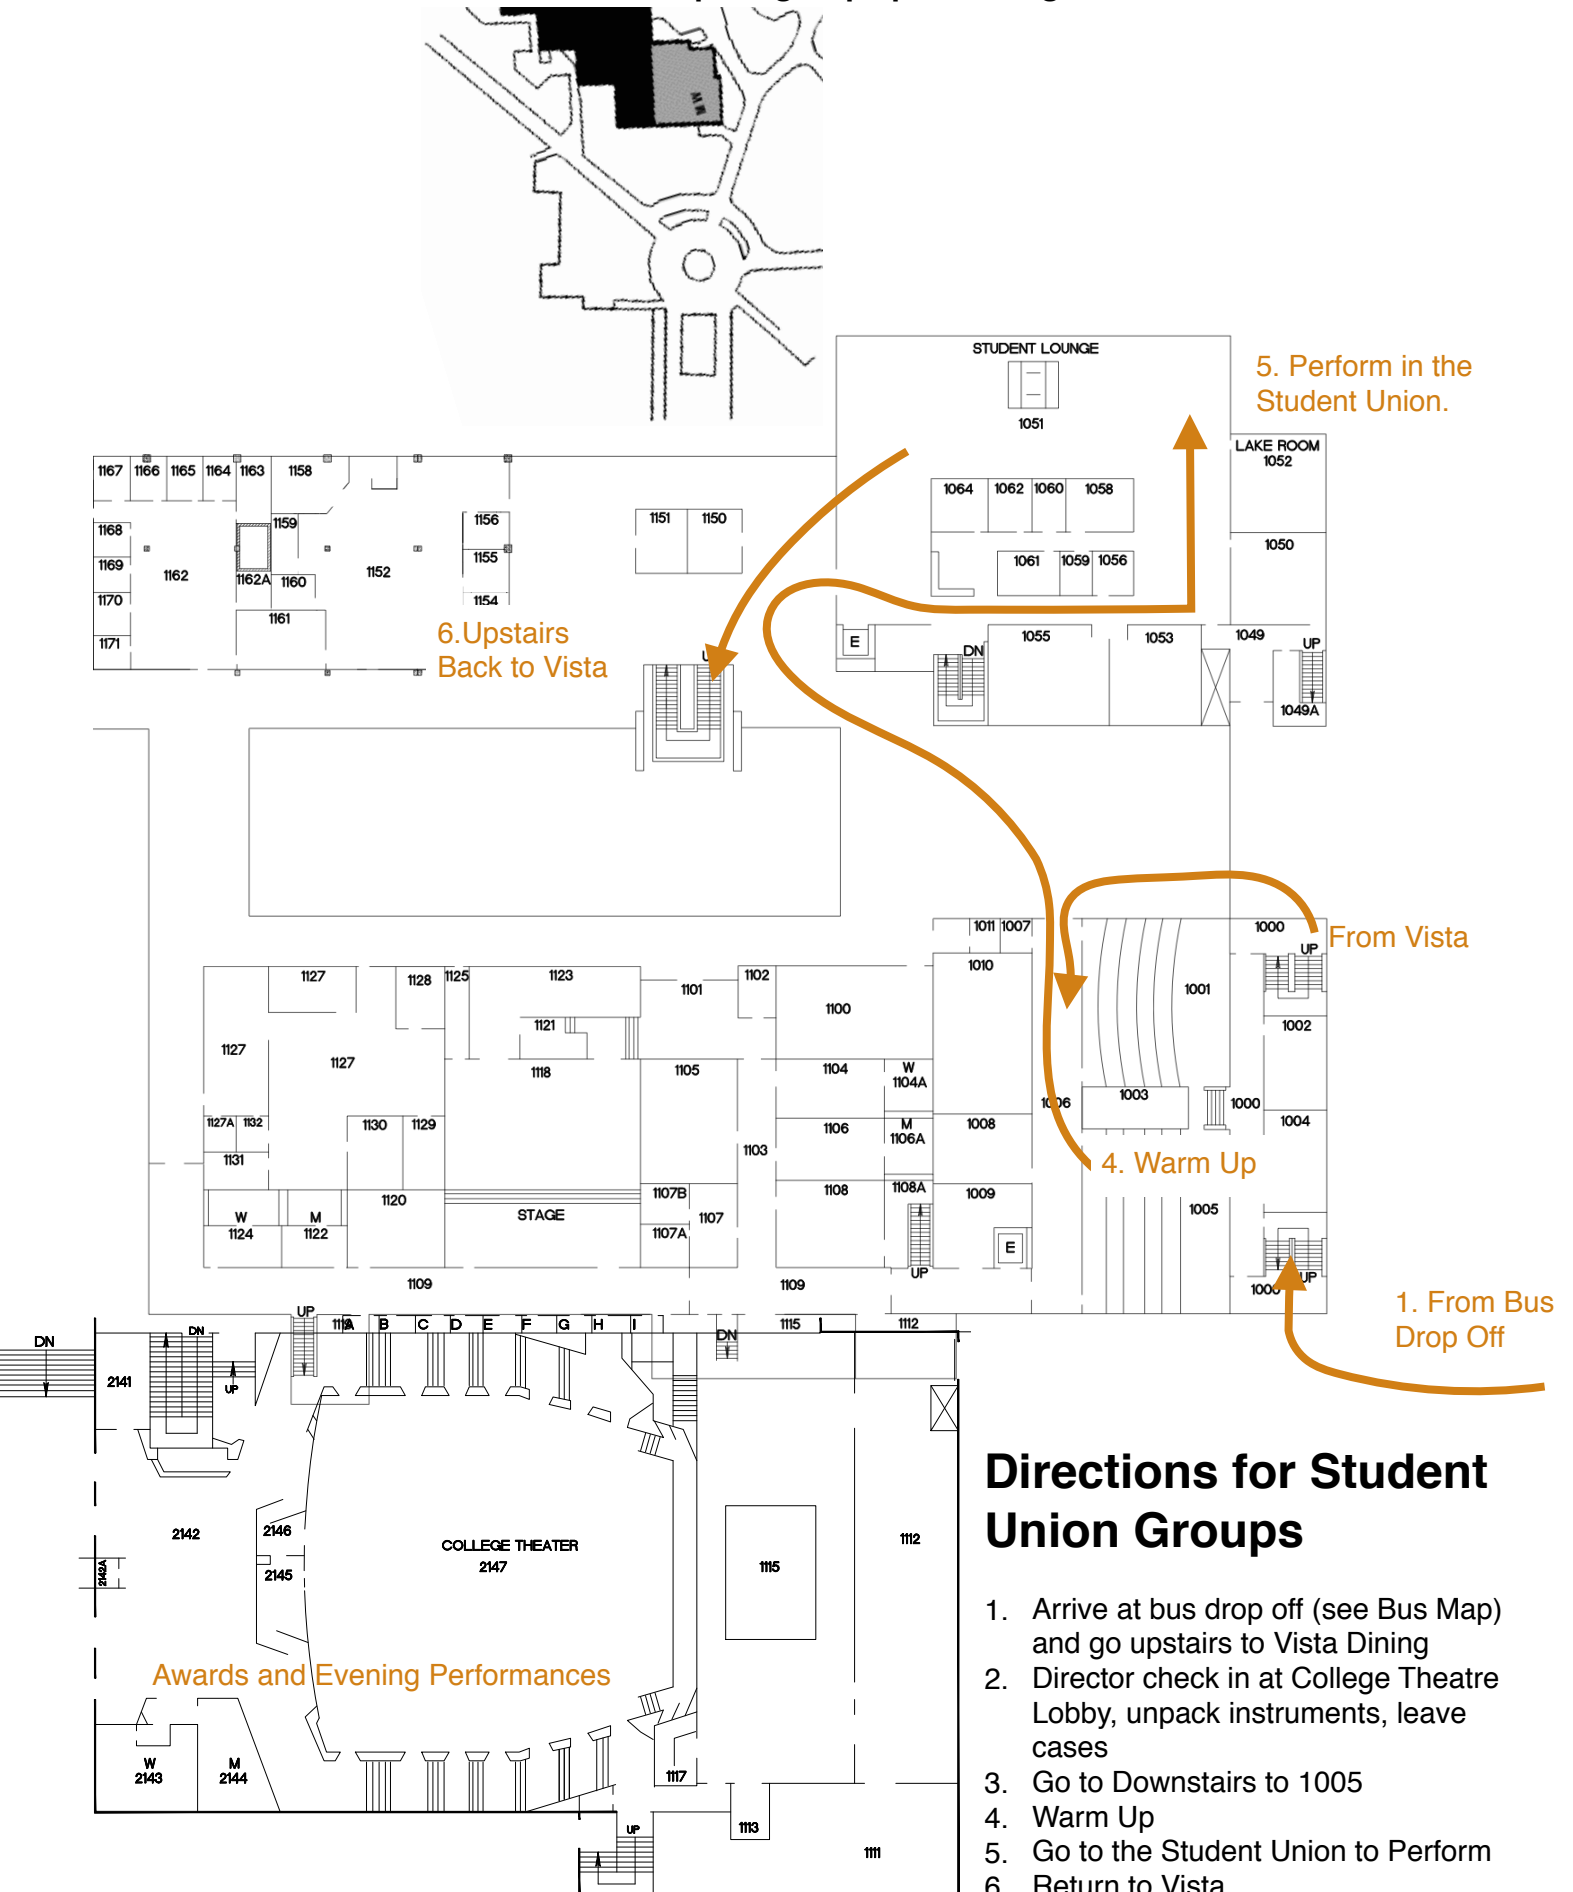 STUDENT LOUNGE
1051
5. Perform in the
Student Union.
LAKE ROOM
1052
1167 1166 1165 1164 1163 1158
1064 1062 1060 1058
1168
1159
1156
1151 1150
1050
1169
1162
1162A
1160
1152
1155
1061 1059 1056
1170
1154
1161
1171
6.Upstairs
Back to Vista
E
DN
1055
1053
1049
UP
1049A
1011 1007
1000
From Vista
UP
1127
1128
1125
1123
1101
1102
1010
1100
1001
1121
1002
1127
1127
1118
1105
1104
W
1104A
1006
1003
1000
1127A 1132
1130
1129
1106
M
1106A
1008
1004
1131
1103
4. Warm Up
1120
1107B
1107
1108
1108A
1009
1005
W
1124
M
1122
STAGE
1107A
E
UP
UP
1109
1109
1000
1. From Bus
Drop Off
UP
A B C D E F G H I
1115
1112
DN
DN
DN
2141
UP
Directions for Student
Union Groups
2142
2146
COLLEGE THEATER
2147
1115
1112
2142A
2145
1. Arrive at bus drop off (see Bus Map)
and go upstairs to Vista Dining
2. Director check in at College Theatre
Lobby, unpack instruments, leave
cases
3. Go to Downstairs to 1005
4. Warm Up
5. Go to the Student Union to Perform
6. Return to Vista
Awards and Evening Performances
W
2143
M
2144
1117
UP
1113
1111